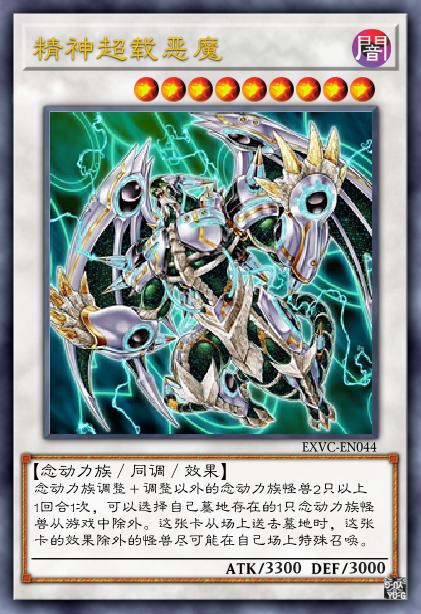 精神超载恶魔
闇
EXVC-EN044
【念动力族／同调／效果】
念动力族调整＋调整以外的念动力族怪兽2只以上
1回合1次，可以选择自己墓地存在的1只念动力族怪
兽从游戏中除外。这张卡从场上送去墓地时，这张
卡的效果除外的怪兽尽可能在自己场上特殊召唤。
ATK/3300 DEF/3000